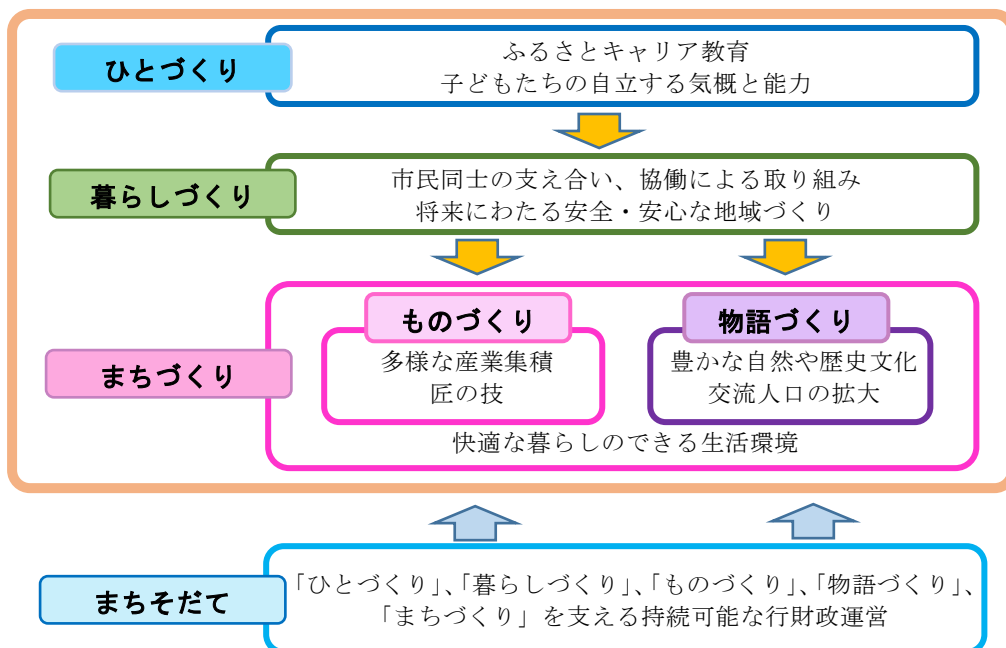 ひとづくり
ふるさとキャリア教育
子どもたちの自立する気概と能力
暮らしづくり
市民同士の支え合い、協働による取り組み
将来にわたる安全・安心な地域づくり
まちづくり
ものづくり
多様な産業集積
匠の技
物語づくり
豊かな自然や歴史文化
交流人口の拡大
快適な暮らしのできる生活環境
まちそだて
「ひとづくり」、「暮らしづくり」、「ものづくり」、「物語づくり」、
「まちづくり」を支える持続可能な行財政運営